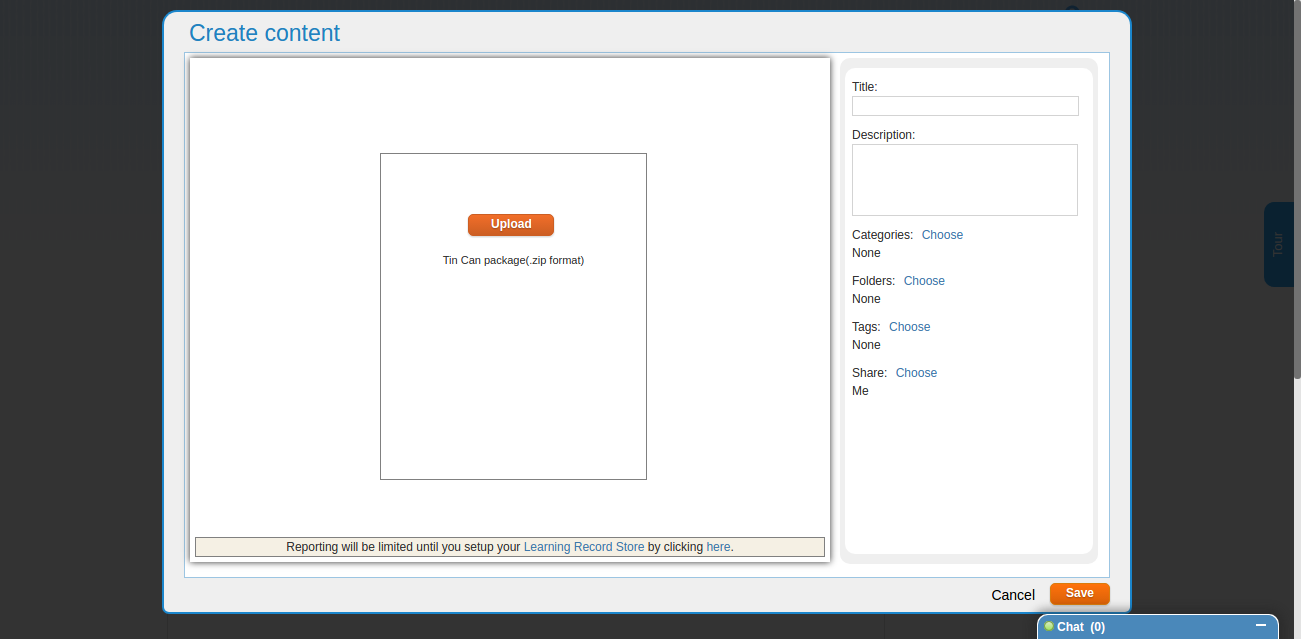 Create content
Upload
Tin Can package(.zip format)
Reporting will be limited until you setup your Learning Record Store by clicking here.
Title:
Description:
Categories: Choose
None
Folders: Choose
None
Tags: Choose
None
Share: Choose
Me
Tour
Cancel
Save
Chat (0)